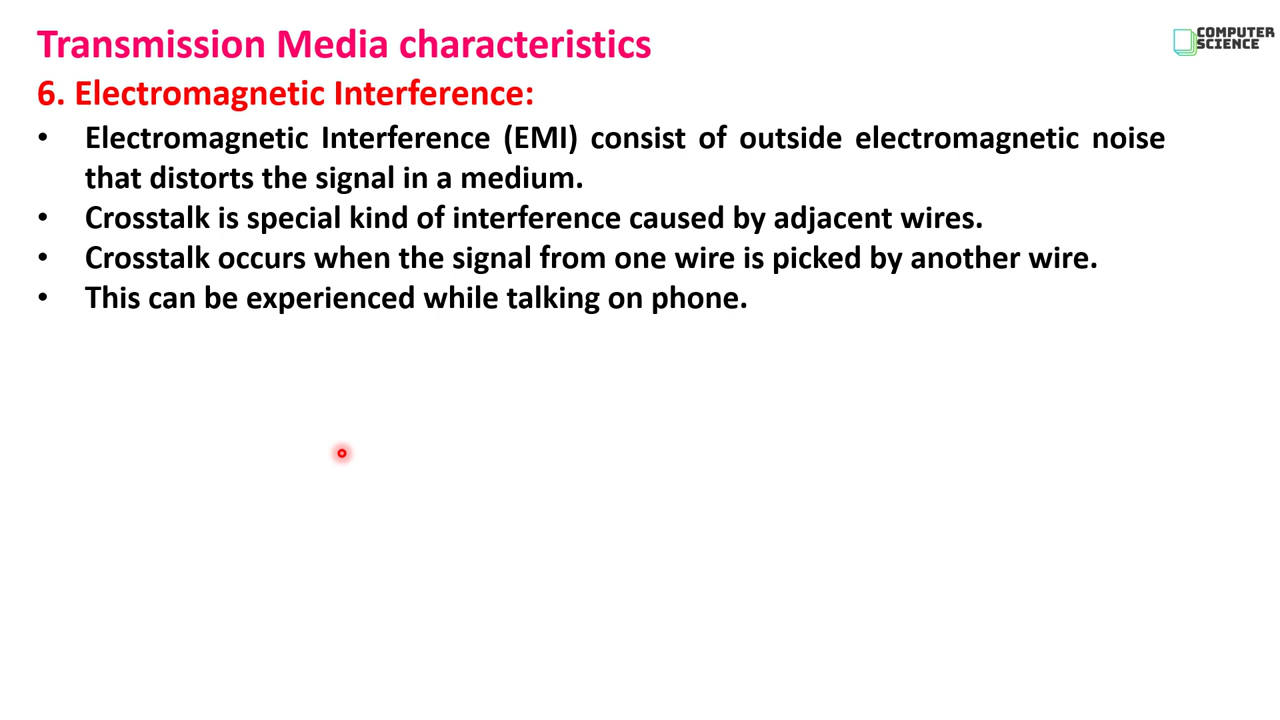 Transmission Media characteristics
COMPUTER
SCIENCE
6. Electromagnetic Interference:
• Electromagnetic Interference (EMI) consist of outside electromagnetic noise
that distorts the signal in a medium.
• Crosstalk is special kind of interference caused by adjacent wires.
• Crosstalk occurs when the signal from one wire is picked by another wire.
• This can be experienced while talking on phone.